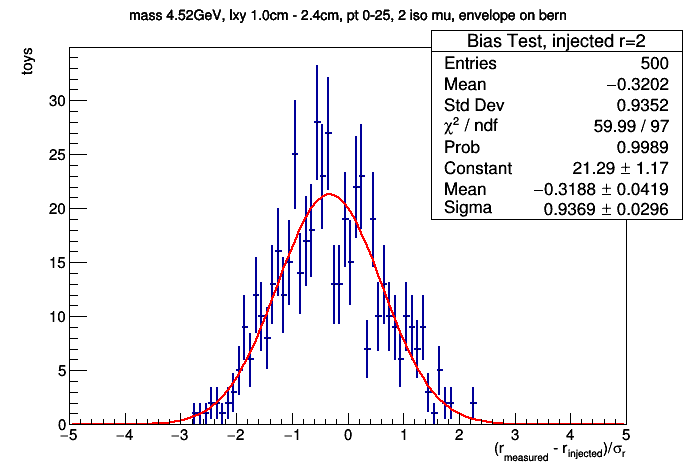 mass 4.52GeV, lxy 1.0cm - 2.4cm, pt 0-25, 2 iso mu, envelope on bern
Bias Test, injected r=2
Entries 500
Mean −0.3202
Std Dev 0.9352
χ² / ndf 59.99 / 97
Prob 0.9989
Constant 21.29 ± 1.17
Mean −0.3188 ± 0.0419
Sigma 0.9369 ± 0.0296
toys
30
25
20
15
10
5
0
−5 −4 −3 −2 −1 0 1 2 3 4 5
(r_measured - r_injected)/σ_r